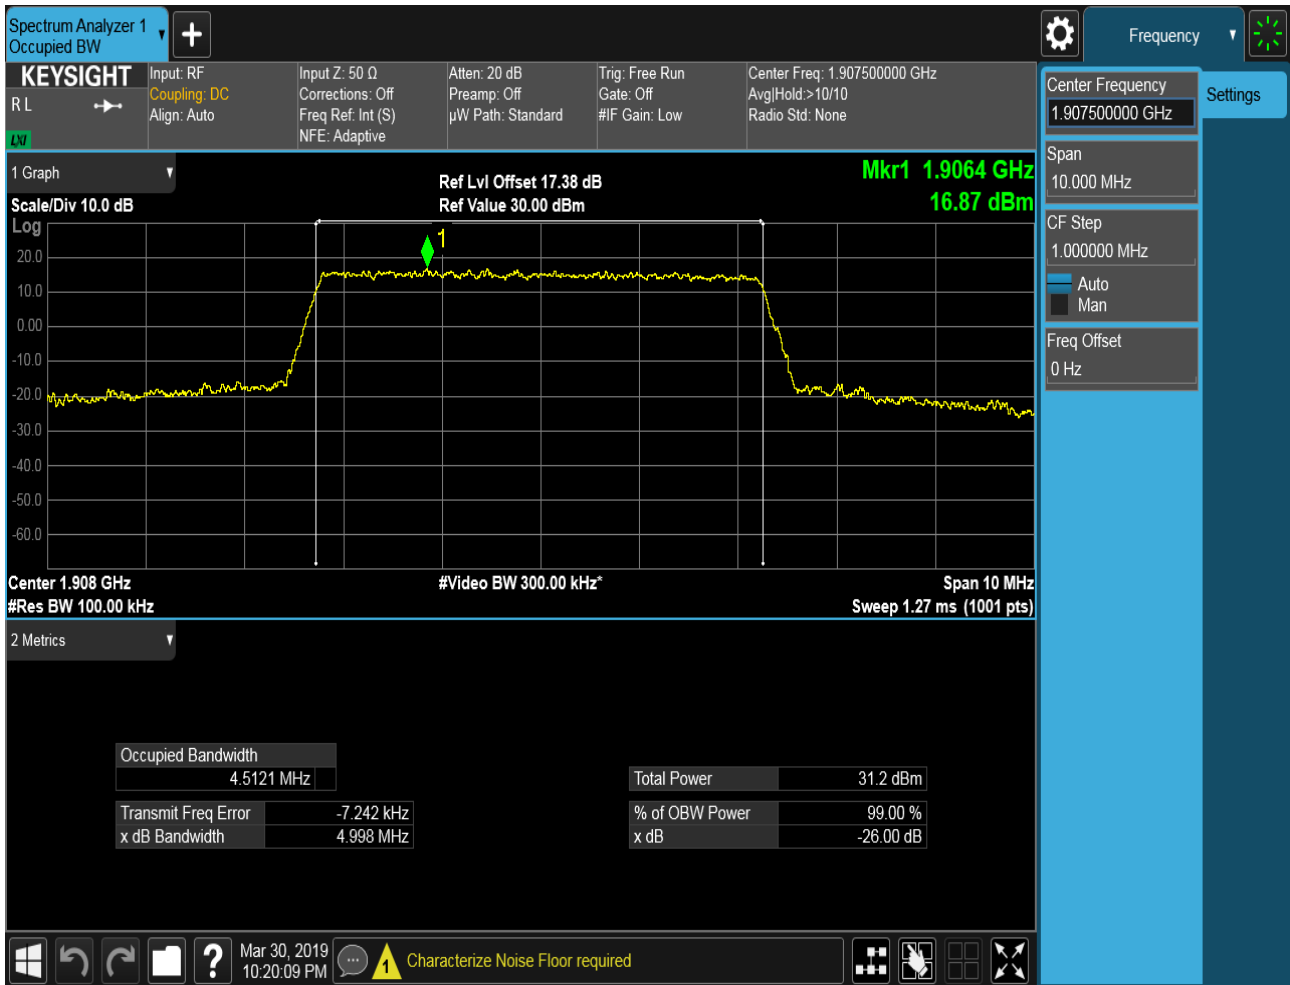 Spectrum Analyzer 1
Occupied BW
Frequency
KEYSIGHT
R L
LXI
Input: RF
Coupling: DC
Align: Auto
Input Z: 50 Ω
Corrections: Off
Freq Ref: Int (S)
NFE: Adaptive
Atten: 20 dB
Preamp: Off
µW Path: Standard
Trig: Free Run
Gate: Off
#IF Gain: Low
Center Freq: 1.907500000 GHz
Avg|Hold:>10/10
Radio Std: None
Center Frequency
1.907500000 GHz
Settings
Span
10.000 MHz
CF Step
1.000000 MHz
Auto
Man
Freq Offset
0 Hz
1 Graph
Ref Lvl Offset 17.38 dB
Mkr1 1.9064 GHz
Scale/Div 10.0 dB
Ref Value 30.00 dBm
16.87 dBm
Log
1
20.0
10.0
0.00
-10.0
-20.0
-30.0
-40.0
-50.0
-60.0
Center 1.908 GHz
#Video BW 300.00 kHz*
Span 10 MHz
#Res BW 100.00 kHz
Sweep 1.27 ms (1001 pts)
2 Metrics
Occupied Bandwidth
4.5121 MHz
Total Power 31.2 dBm
Transmit Freq Error -7.242 kHz
% of OBW Power 99.00 %
x dB Bandwidth 4.998 MHz
x dB -26.00 dB
?
Mar 30, 2019
10:20:09 PM
1
Characterize Noise Floor required